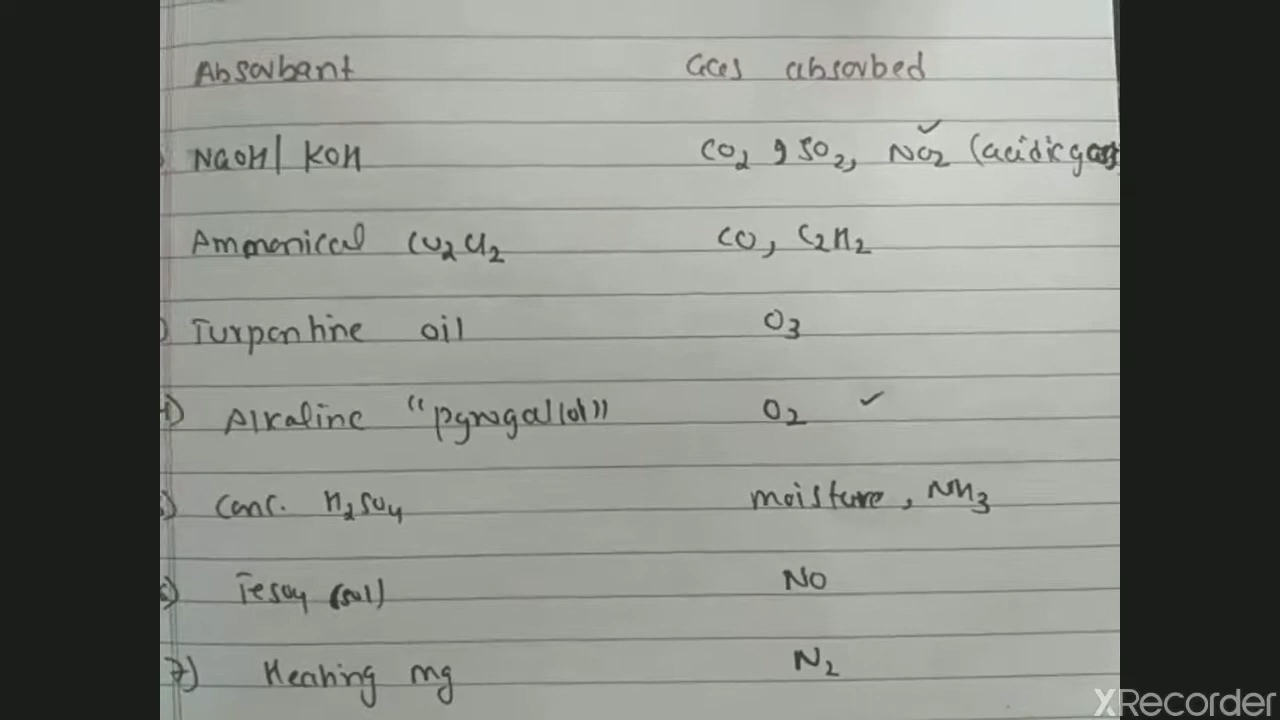 Absorbant Gas absorbed
NaOH/ KOH CO2, SO2, NO2 (acidic gas)
Ammonical Cu2Cl2 CO, C2H2
Turpentine oil O3
4) Alkaline "pyrogallol" O2
5) Conc. H2SO4 moisture, NH3
6) FeSO4 (sol) NO
7) Heating mg N2
XRecorder